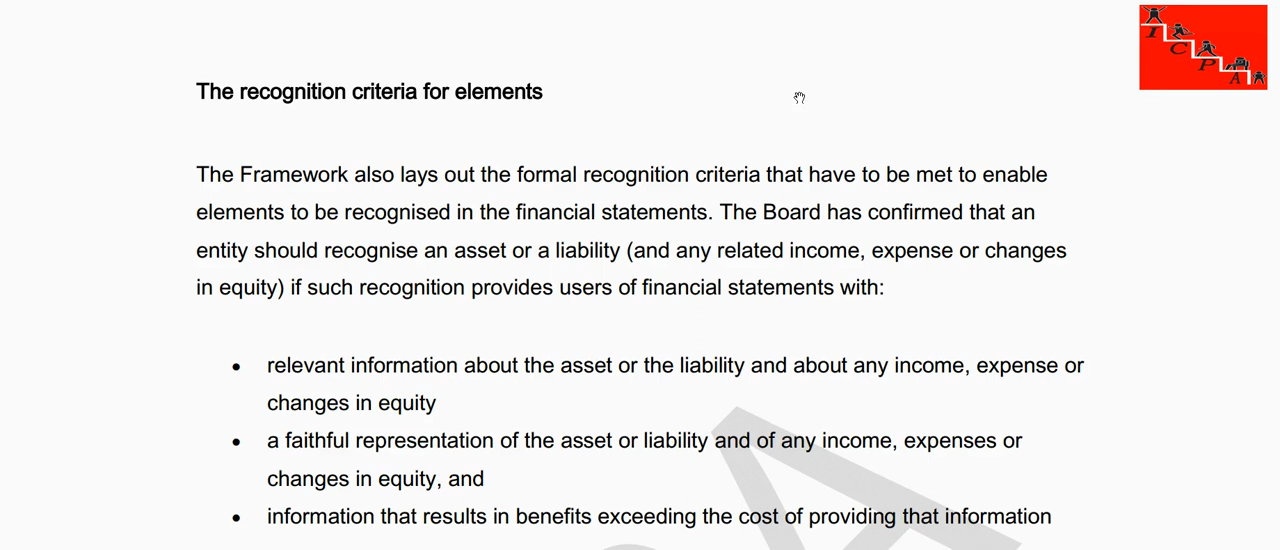 I
C
P
A
The recognition criteria for elements
The Framework also lays out the formal recognition criteria that have to be met to enable
elements to be recognised in the financial statements. The Board has confirmed that an
entity should recognise an asset or a liability (and any related income, expense or changes
in equity) if such recognition provides users of financial statements with:
• relevant information about the asset or the liability and about any income, expense or
changes in equity
• a faithful representation of the asset or liability and of any income, expenses or
changes in equity, and
• information that results in benefits exceeding the cost of providing that information